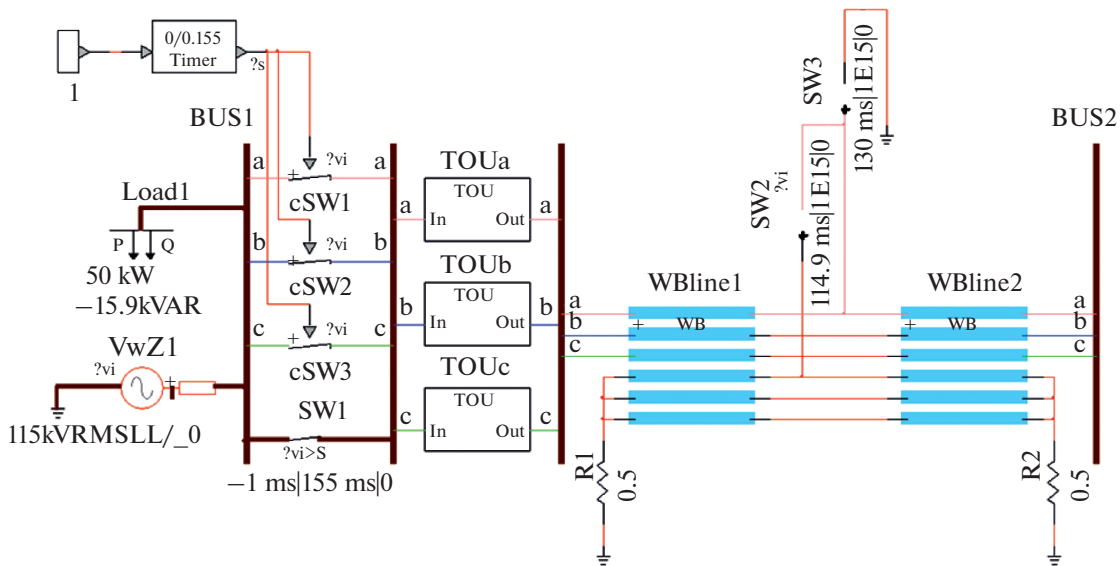 1
0/0.155
Timer
?s
BUS1
a
+
?vi
a
cSW1
Load1
P
Q
50 kW
−15.9kVAR
b
+
?vi
b
cSW2
c
+
?vi
c
cSW3
VwZ1
?vi
+
115kVRMSLL/_0
SW1
?vi>S
−1 ms|155 ms|0
TOUa
TOU
a
In
Out
a
TOUb
TOU
b
In
Out
b
TOUc
TOU
c
In
Out
c
a
b
c
WBline1
+
WB
R1
0.5
SW2
?vi
114.9 ms|1E15|0
SW3
130 ms|1E15|0
WBline2
+
WB
BUS2
a
b
c
R2
0.5